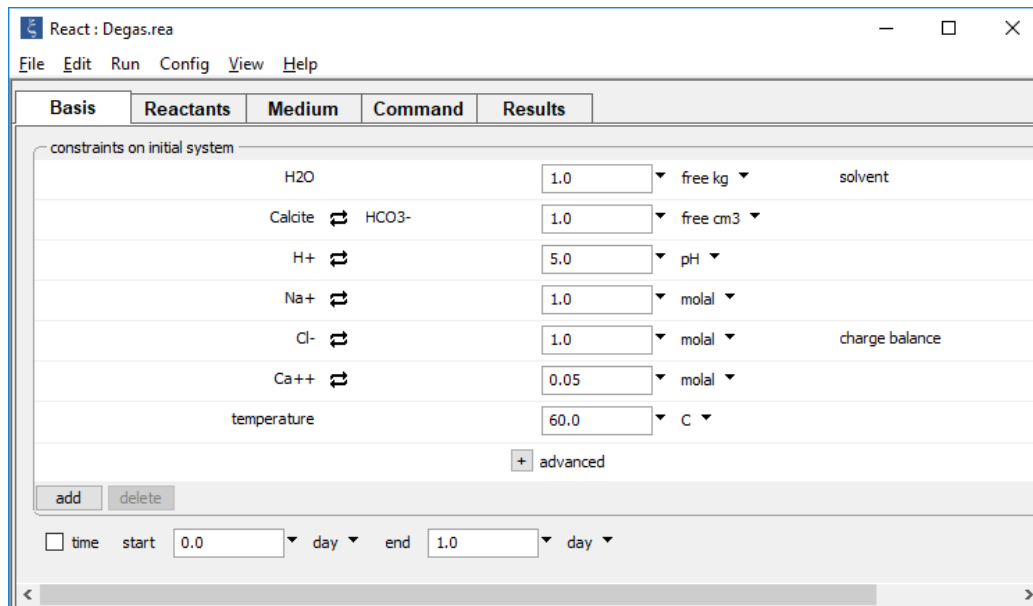 React : Degas.rea
File Edit Run Config View Help
Basis Reactants Medium Command Results
constraints on initial system
H2O 1.0 free kg solvent
Calcite HCO3- 1.0 free cm3
H+ 5.0 pH
Na+ 1.0 molal
Cl- 1.0 molal charge balance
Ca++ 0.05 molal
temperature 60.0 C
+ advanced
add delete
time start 0.0 day end 1.0 day